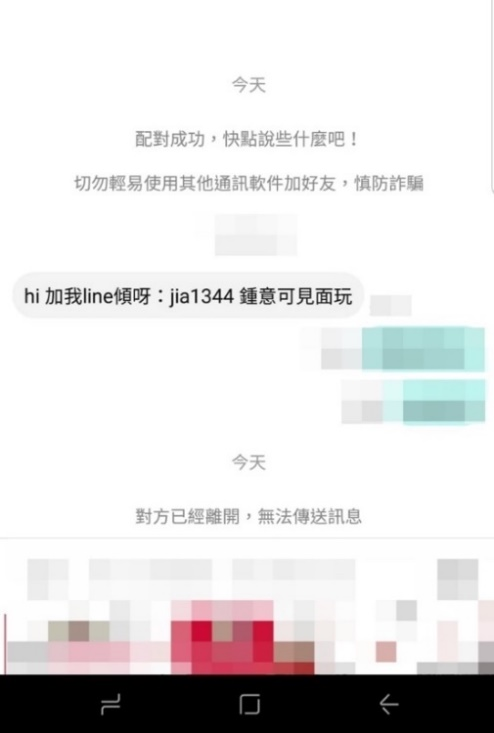 今天
配對成功，快點說些什麼吧！
切勿輕易使用其他通訊軟件加好友，慎防詐騙
hi 加我line傾呀：jia1344 鍾意可見面玩
今天
對方已經離開，無法傳送訊息